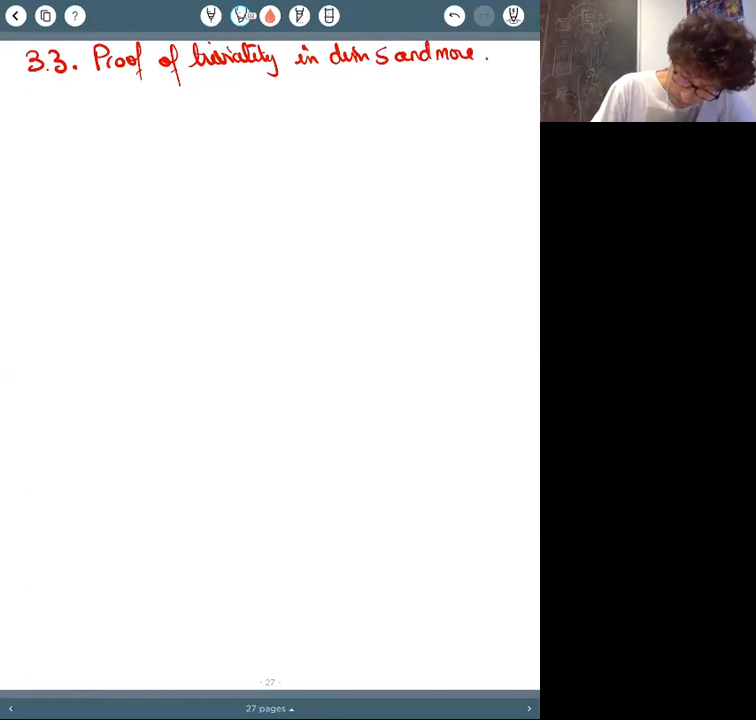 3.3. Proof of triviality in dim 5 and more.
- 27 -
27 pages